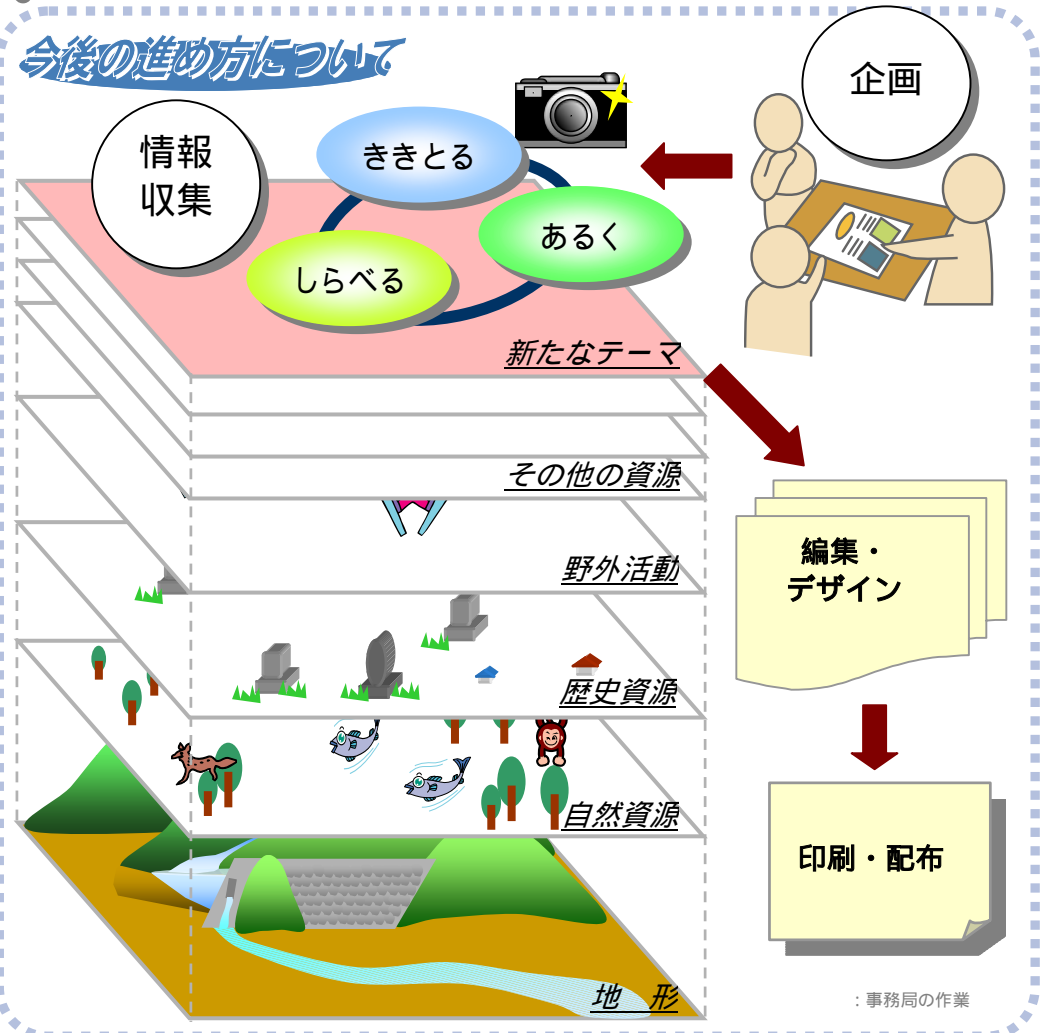 今後の進め方について
企画
情報
収集
ききとる
あるく
しらべる
新たなテーマ
その他の資源
野外活動
歴史資源
自然資源
地　形
編集・
デザイン
印刷・配布
：事務局の作業